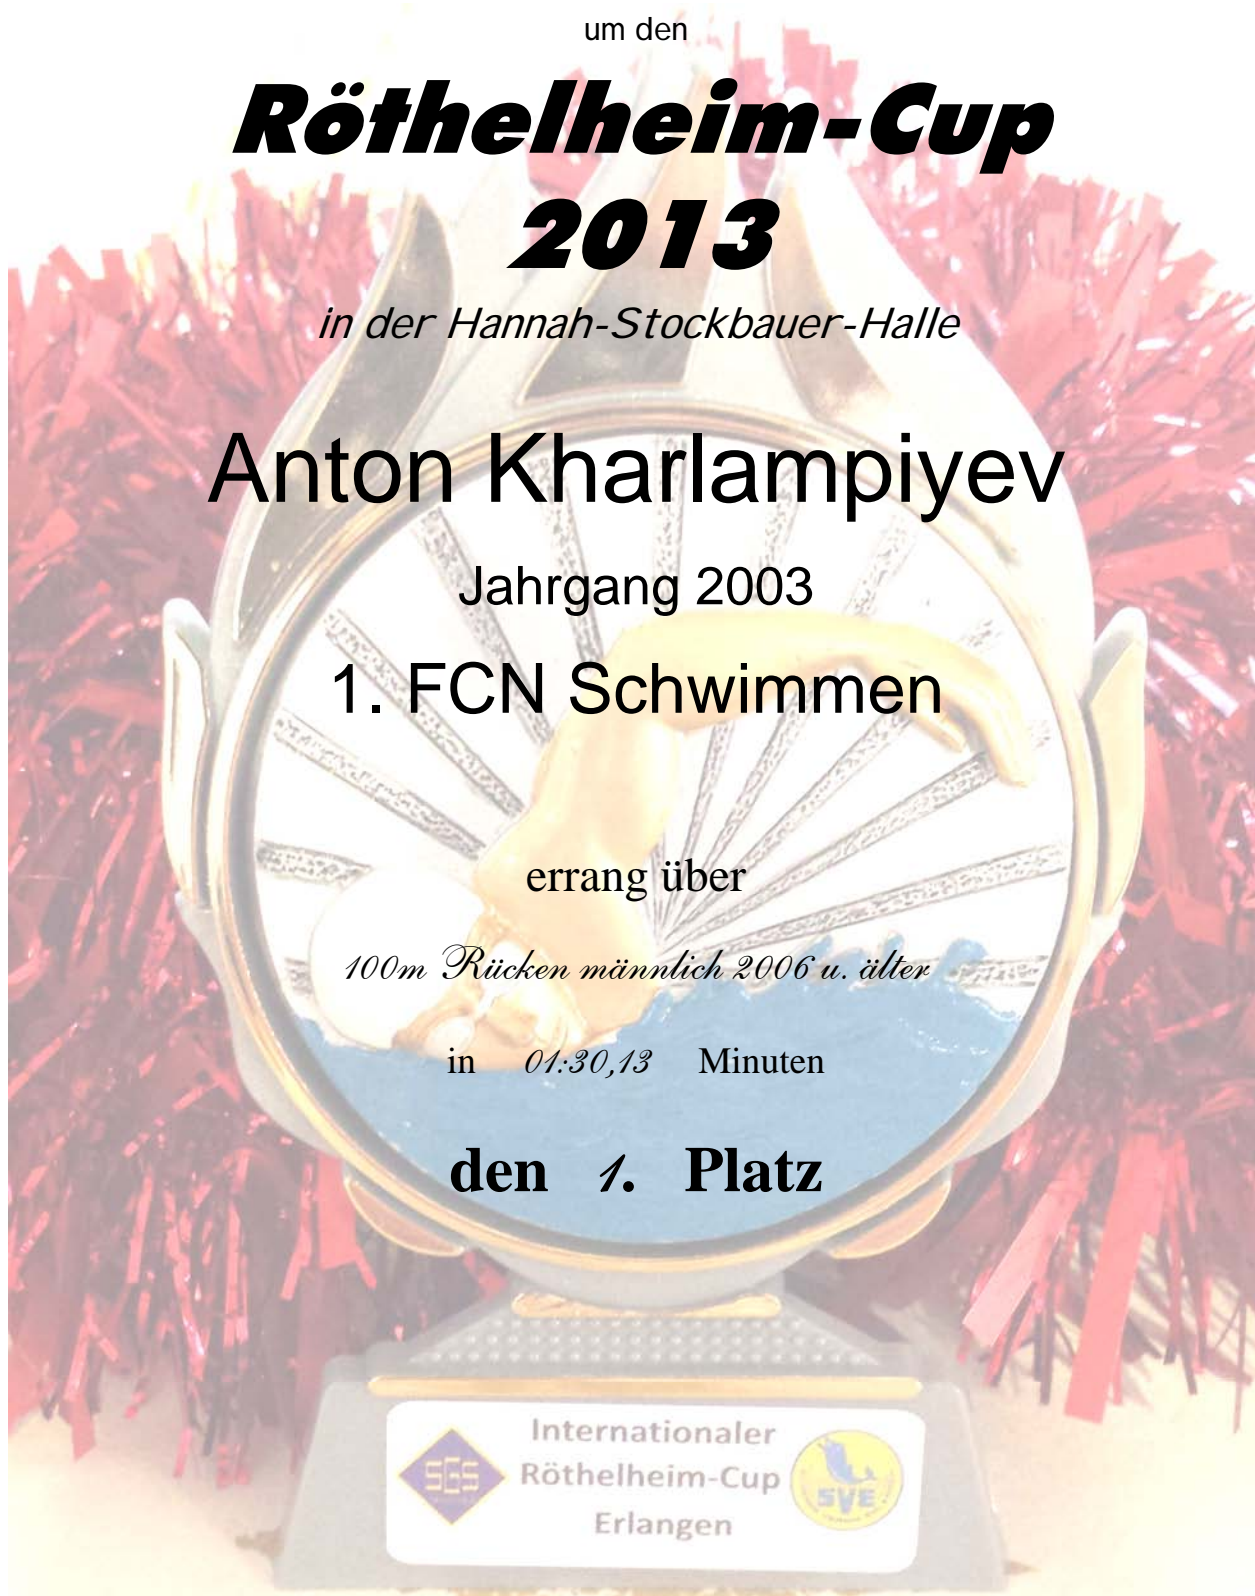 um den
Röthelheim-Cup
2013
in der Hannah-Stockbauer-Halle
Anton Kharlampiyev
Jahrgang 2003
1. FCN Schwimmen
errang über
100m Rücken männlich 2006 u. älter
in 01:30,13 Minuten
den 1. Platz
Internationaler
SGS Röthelheim-Cup SVE
Erlangen